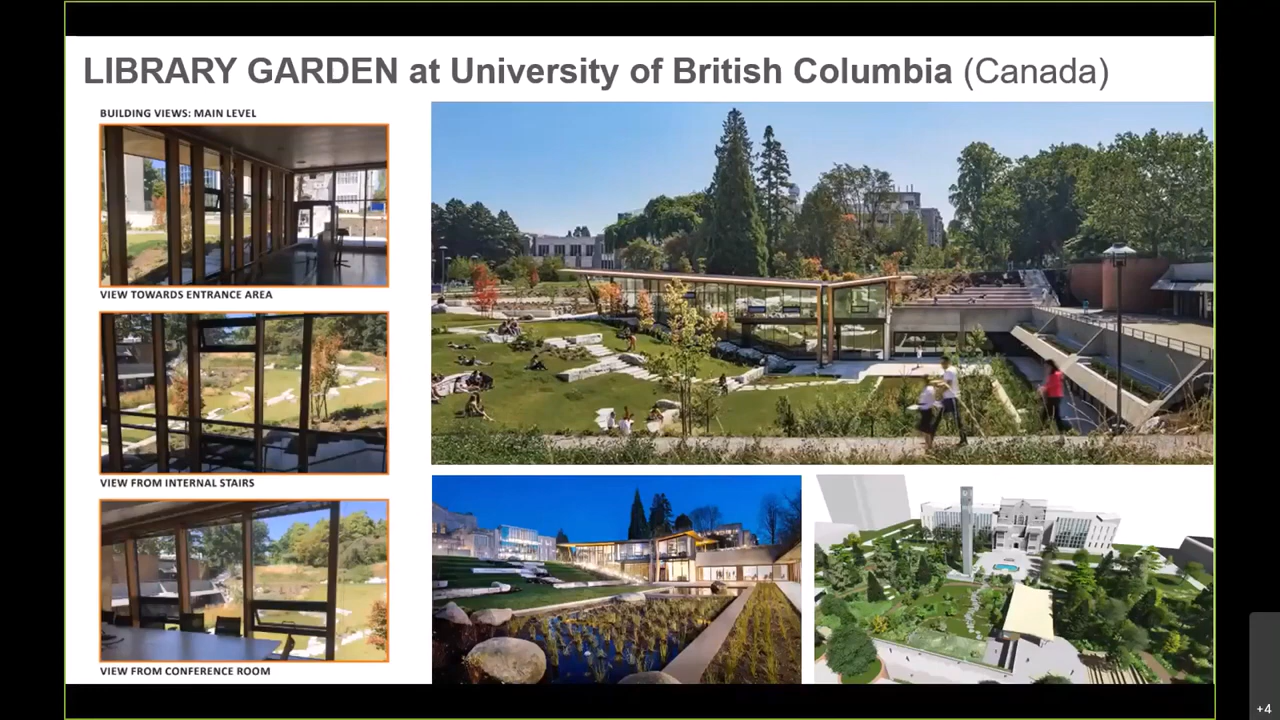 LIBRARY GARDEN at University of British Columbia (Canada)
BUILDING VIEWS: MAIN LEVEL
VIEW TOWARDS ENTRANCE AREA
VIEW FROM INTERNAL STAIRS
VIEW FROM CONFERENCE ROOM
+4